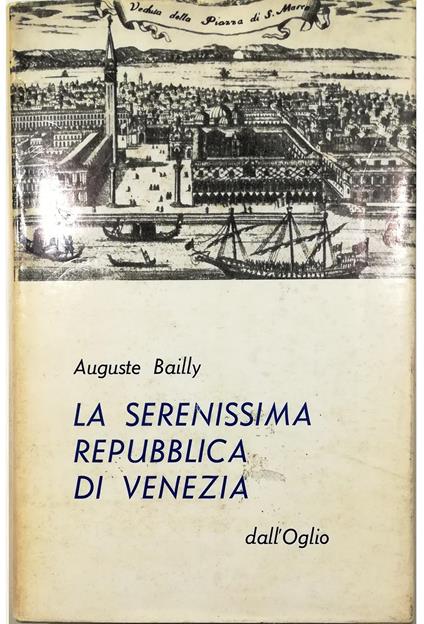 Veduta della Piazza di S. Marco
Auguste Bailly
LA SERENISSIMA
REPUBBLICA
DI VENEZIA
dall'Oglio